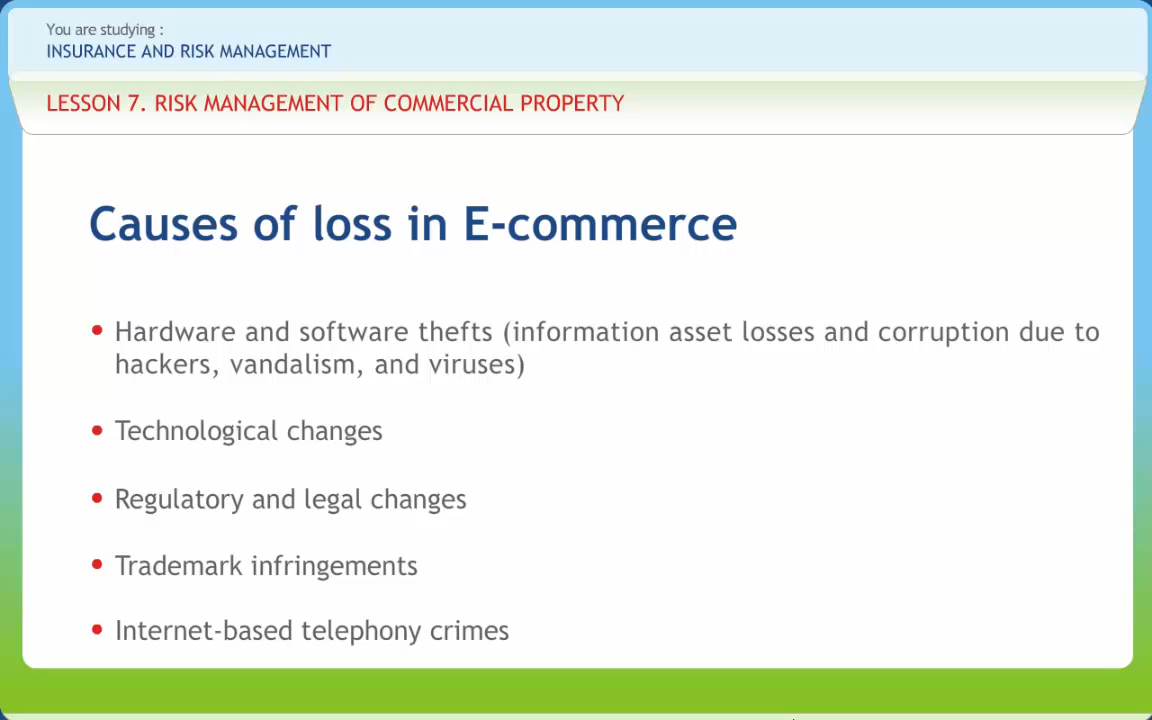 You are studying :
INSURANCE AND RISK MANAGEMENT
LESSON 7. RISK MANAGEMENT OF COMMERCIAL PROPERTY
Causes of loss in E-commerce
• Hardware and software thefts (information asset losses and corruption due to
hackers, vandalism, and viruses)
• Technological changes
• Regulatory and legal changes
• Trademark infringements
• Internet-based telephony crimes